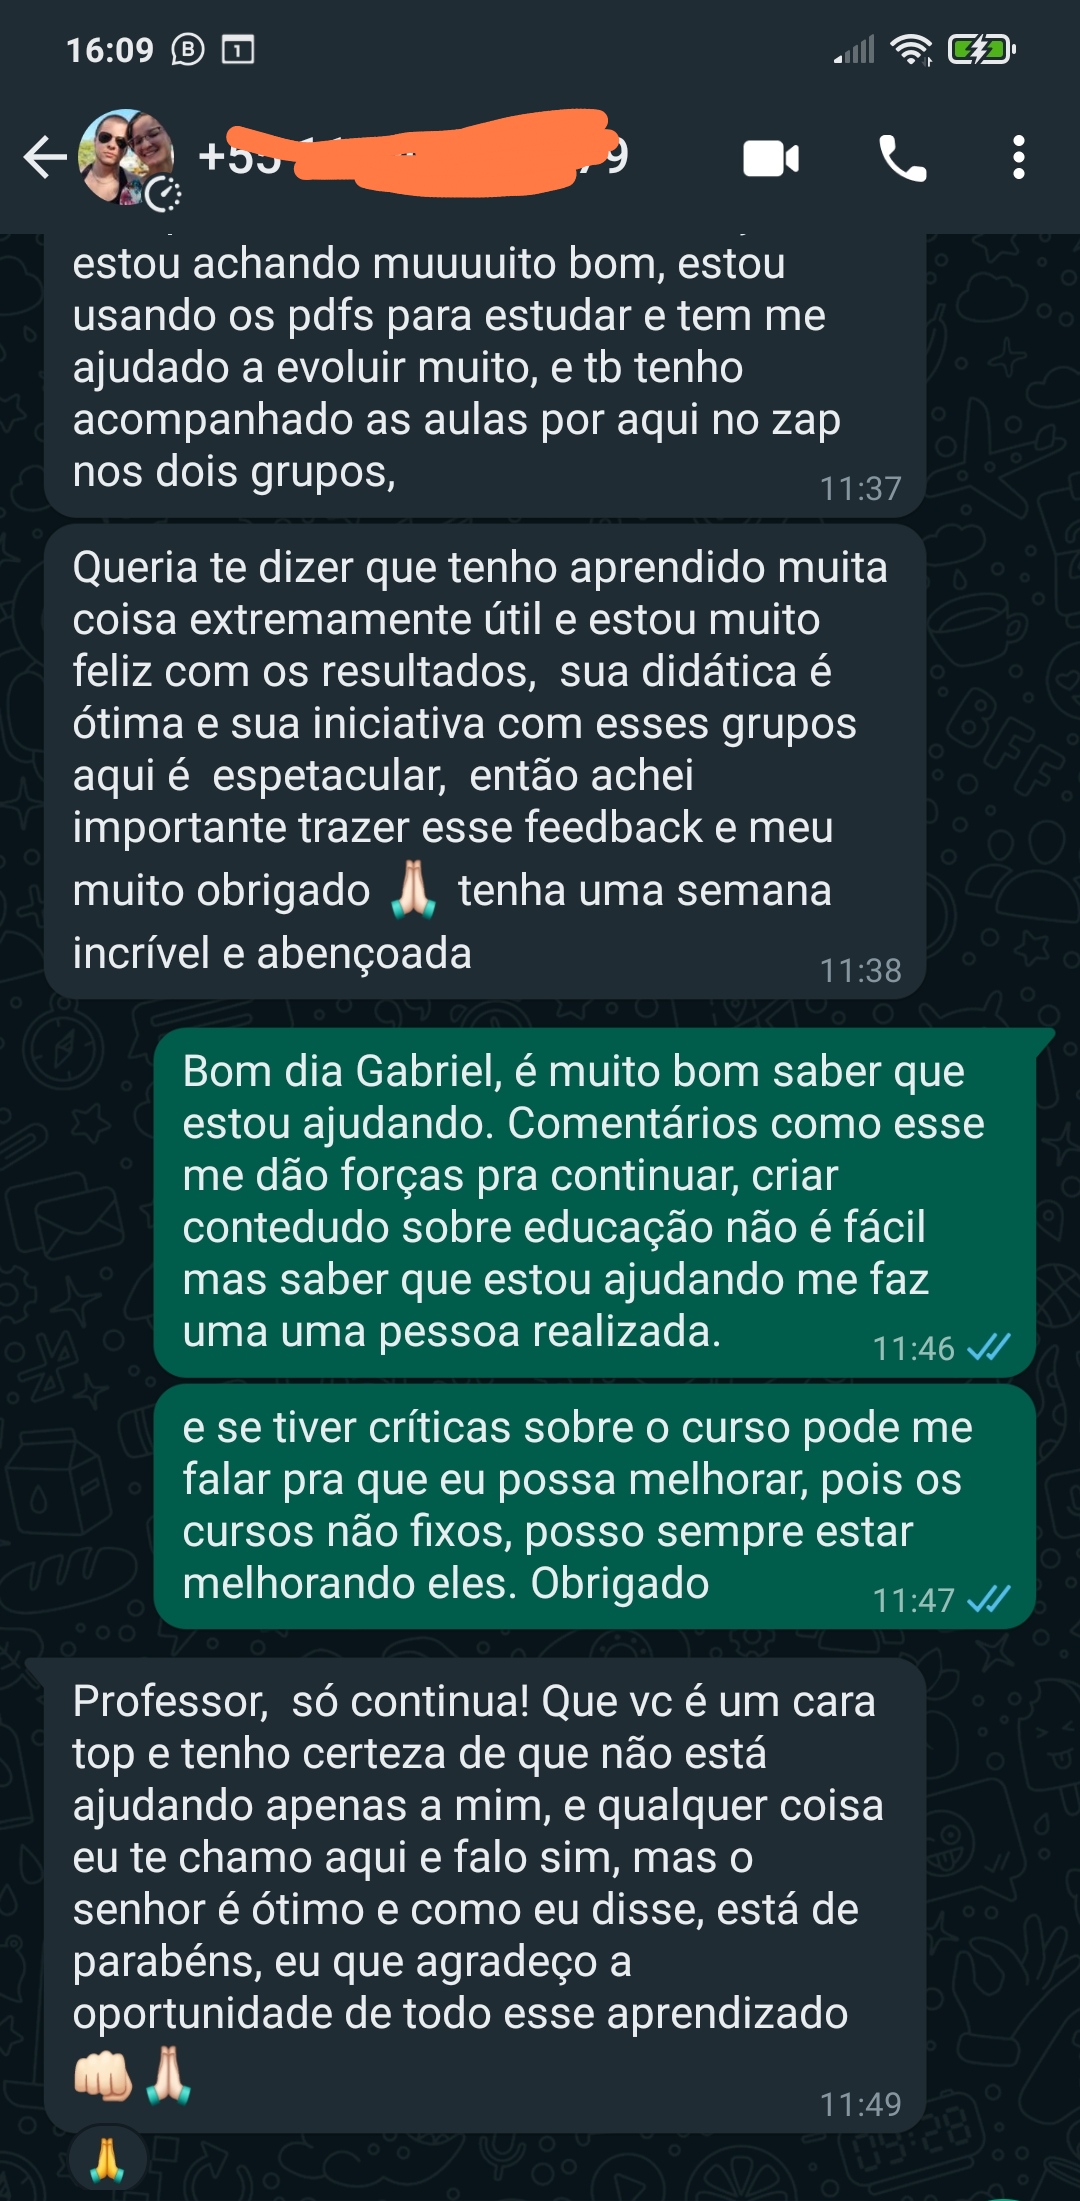 16:09
estou achando muuuuito bom, estou
usando os pdfs para estudar e tem me
ajudado a evoluir muito, e tb tenho
acompanhado as aulas por aqui no zap
nos dois grupos,
11:37
Queria te dizer que tenho aprendido muita
coisa extremamente útil e estou muito
feliz com os resultados,  sua didática é
ótima e sua iniciativa com esses grupos
aqui é  espetacular,  então achei
importante trazer esse feedback e meu
muito obrigado 🙏🏻 tenha uma semana
incrível e abençoada
11:38
Bom dia Gabriel, é muito bom saber que
estou ajudando. Comentários como esse
me dão forças pra continuar, criar
contedudo sobre educação não é fácil
mas saber que estou ajudando me faz
uma uma pessoa realizada.
11:46
e se tiver críticas sobre o curso pode me
falar pra que eu possa melhorar, pois os
cursos não fixos, posso sempre estar
melhorando eles. Obrigado
11:47
Professor,  só continua! Que vc é um cara
top e tenho certeza de que não está
ajudando apenas a mim, e qualquer coisa
eu te chamo aqui e falo sim, mas o
senhor é ótimo e como eu disse, está de
parabéns, eu que agradeço a
oportunidade de todo esse aprendizado
👊🏻🙏🏻
11:49
🙏